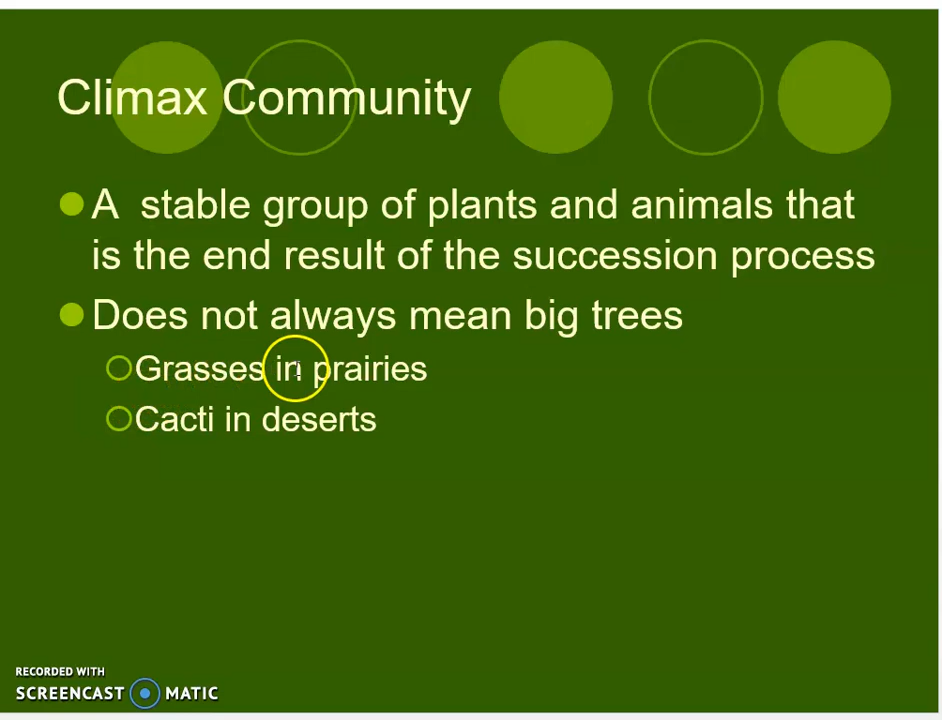 Climax Community
A stable group of plants and animals that
is the end result of the succession process
Does not always mean big trees
Grasses in prairies
Cacti in deserts
RECORDED WITH
SCREENCAST MATIC